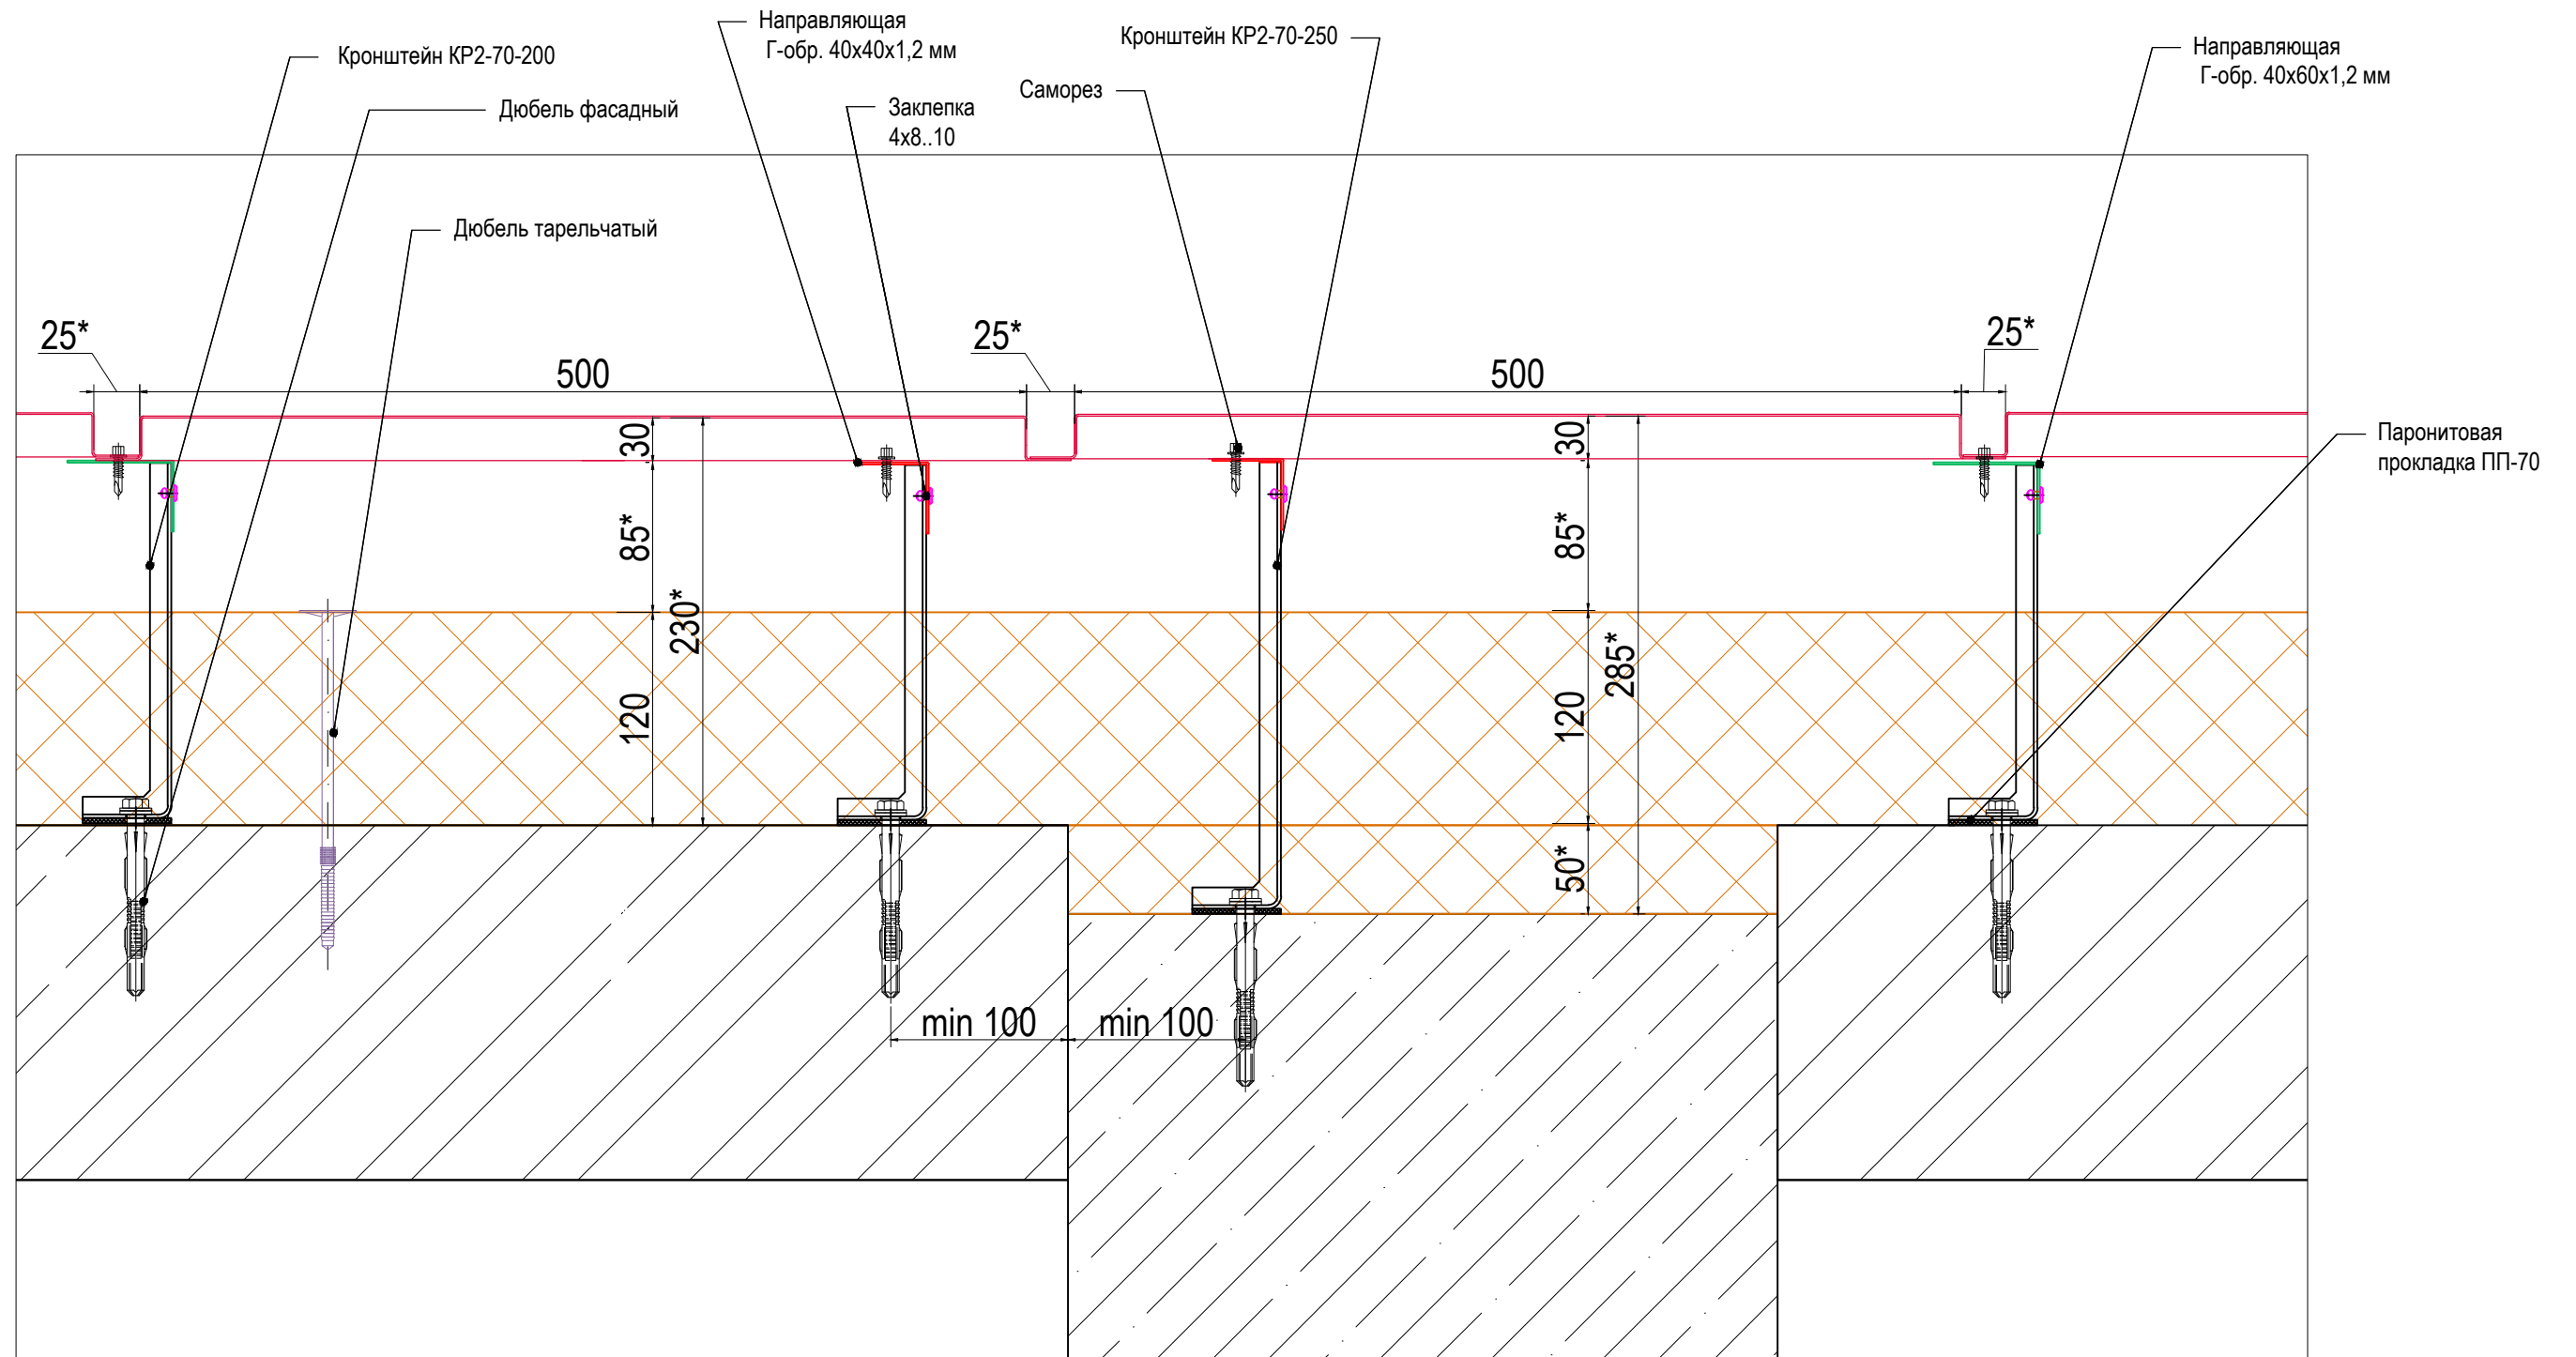 Направляющая
Г-обр. 40х40х1,2 мм
Кронштейн КР2-70-250
Направляющая
Г-обр. 40х60х1,2 мм
Кронштейн КР2-70-200
Саморез
Дюбель фасадный
Заклепка
4х8..10
Дюбель тарельчатый
25*
500
25*
500
25*
30
85*
230*
120
30
85*
285*
120
50*
Паронитовая
прокладка ПП-70
min 100
min 100